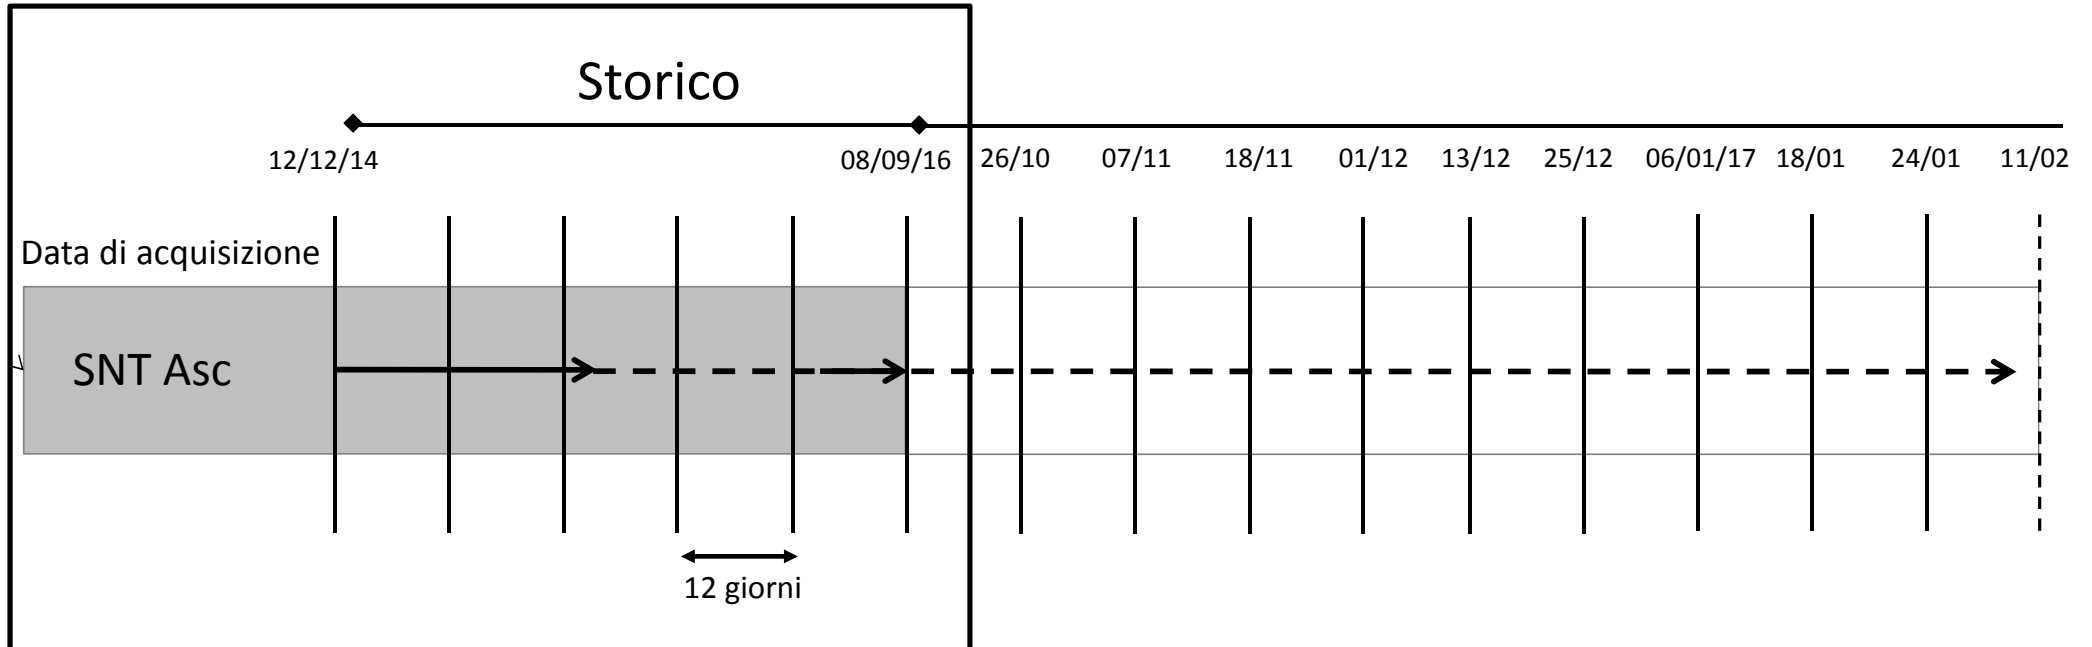 Storico
12/12/14 08/09/16 26/10 07/11 18/11 01/12 13/12 25/12 06/01/17 18/01 24/01 11/02
Data di acquisizione
SNT Asc
12 giorni